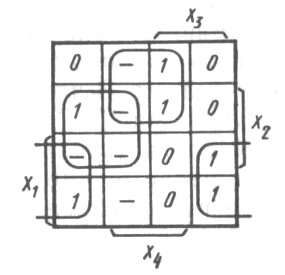 X3
0 – 1 0
1 – 1 0
X2
– – 0 1
X1
1 – 0 1
X4